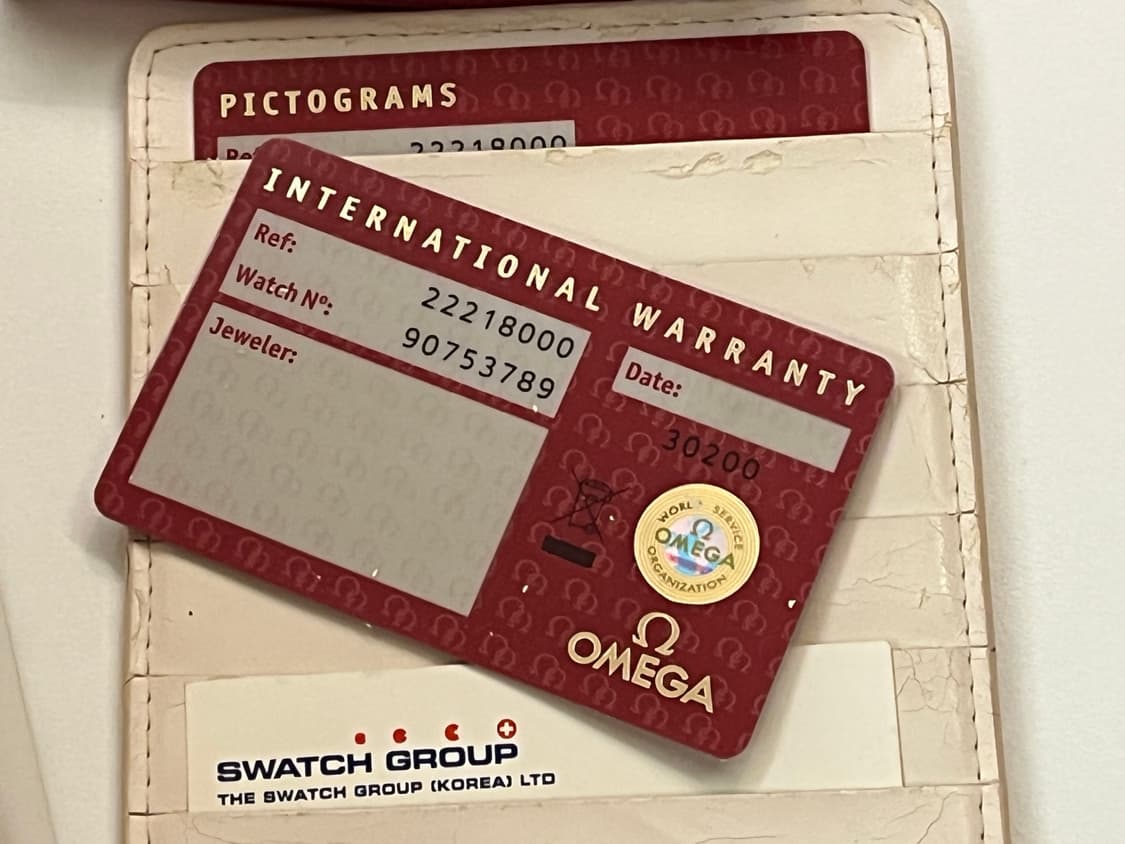 PICTOGRAMS
Ref: 22218000
INTERNATIONAL WARRANTY
Ref: 22218000
Watch Nº: 90753789
Jeweler:
Date:
30200
WORLD SERVICE
Ω
OMEGA
ORGANIZATION
Ω
OMEGA
SWATCH GROUP
THE SWATCH GROUP (KOREA) LTD